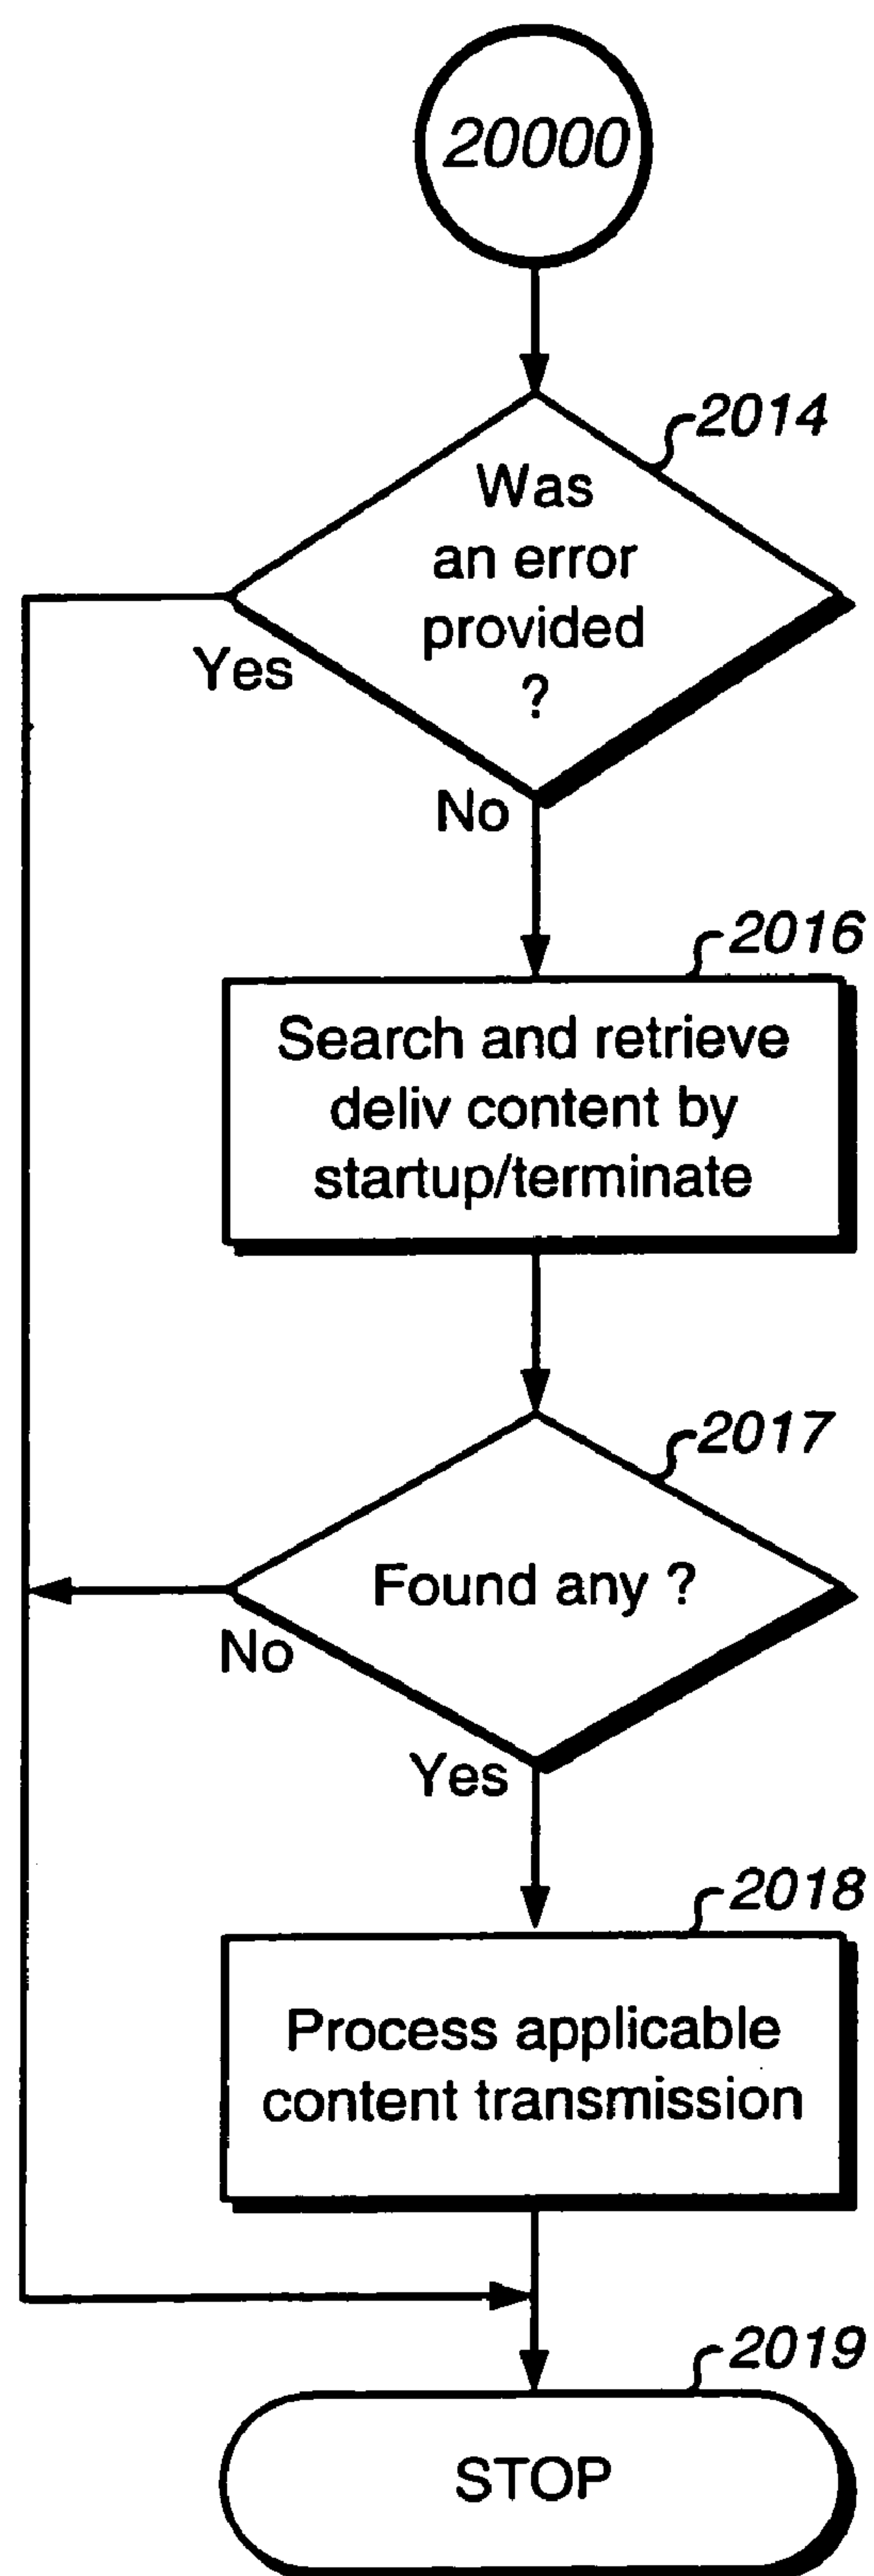 20000
2014
Was
an error
provided
?
Yes
No
2016
Search and retrieve
deliv content by
startup/terminate
2017
Found any ?
No
Yes
2018
Process applicable
content transmission
2019
STOP